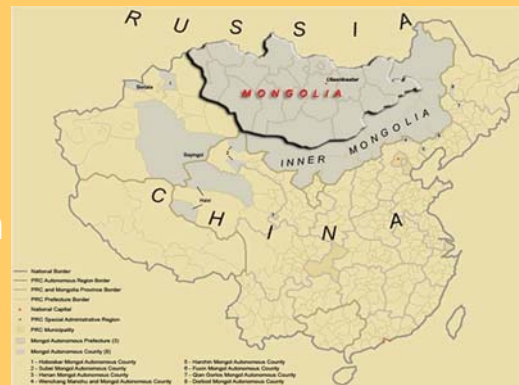 RUSSIA
Ulaanbaatar
MONGOLIA
Bortala
INNER MONGOLIA
Bayingol
Haixi
CHINA
National Border
PRC Autonomous Region Border
PRC and Mongolia Province Border
PRC Prefecture Border
National Capital
PRC Special Administrative Region
PRC Municipality
Mongol Autonomous Prefecture (3)
Mongol Autonomous County (8)
1 - Hoboksar Mongol Autonomous County
2 - Subei Mongol Autonomous County
3 - Henan Mongol Autonomous County
4 - Weichang Manchu and Mongol Autonomous County
5 - Harchin Mongol Autonomous County
6 - Fuxin Mongol Autonomous County
7 - Qian Gorlos Mongol Autonomous County
8 - Dorbod Mongol Autonomous County